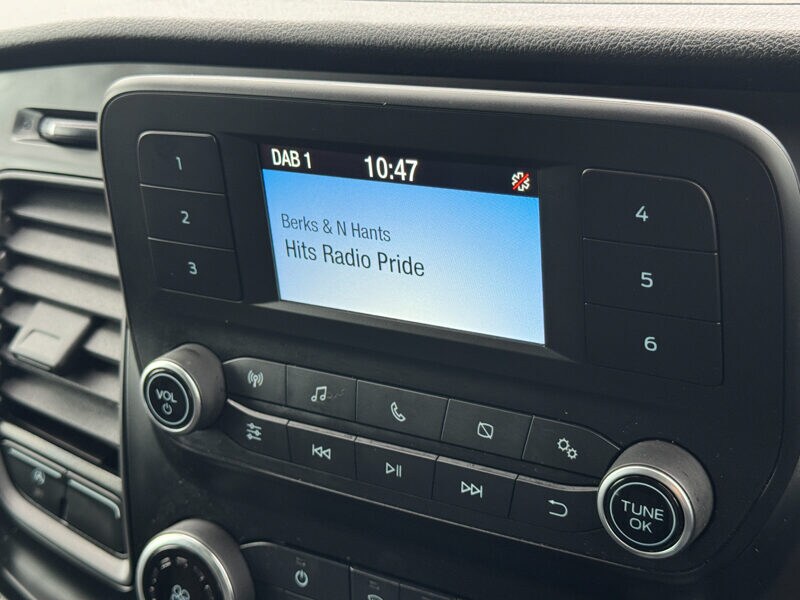 DAB 1 10:47
Berks & N Hants
Hits Radio Pride
1
2
3
4
5
6
VOL
TUNE
OK